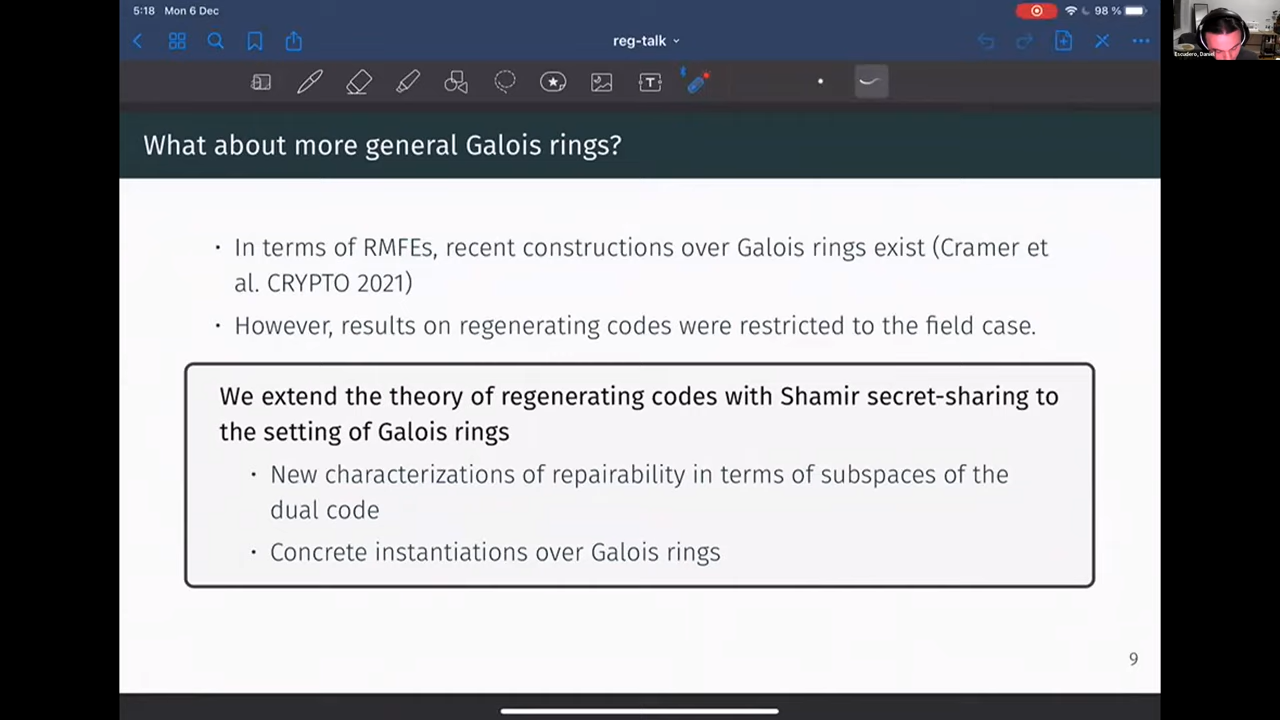 5:18 Mon 6 Dec
98 %
reg-talk
T
What about more general Galois rings?
· In terms of RMFEs, recent constructions over Galois rings exist (Cramer et
al. CRYPTO 2021)
· However, results on regenerating codes were restricted to the field case.
We extend the theory of regenerating codes with Shamir secret-sharing to
the setting of Galois rings
· New characterizations of repairability in terms of subspaces of the
dual code
· Concrete instantiations over Galois rings
9
Escudero, Daniel